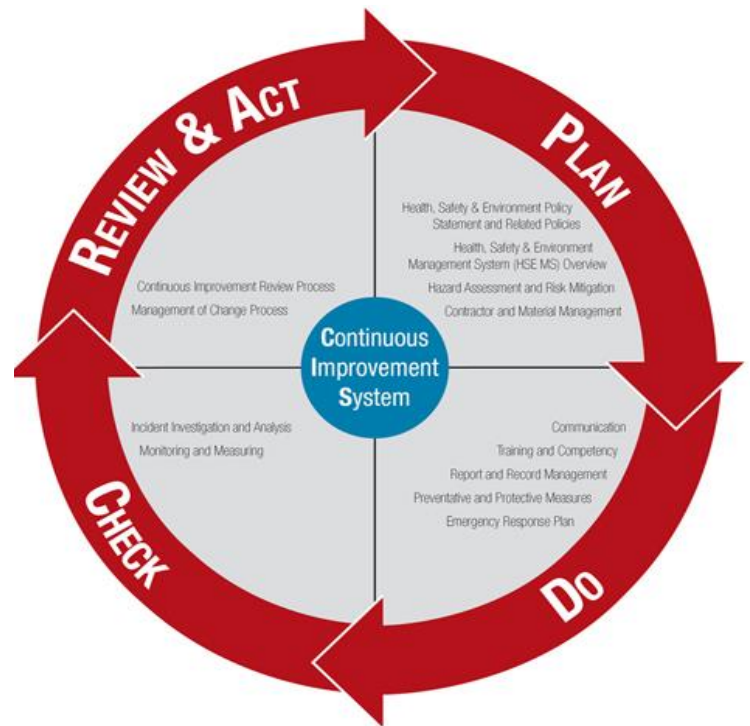 REVIEW & ACT
PLAN
Health, Safety & Environment Policy
Statement and Related Policies
Health, Safety & Environment
Management System (HSE MS) Overview
Hazard Assessment and Risk Mitigation
Contractor and Material Management
Continuous Improvement Review Process
Management of Change Process
Continuous
Improvement
System
Incident Investigation and Analysis
Monitoring and Measuring
Communication
Training and Competency
Report and Record Management
Preventative and Protective Measures
Emergency Response Plan
CHECK
DO